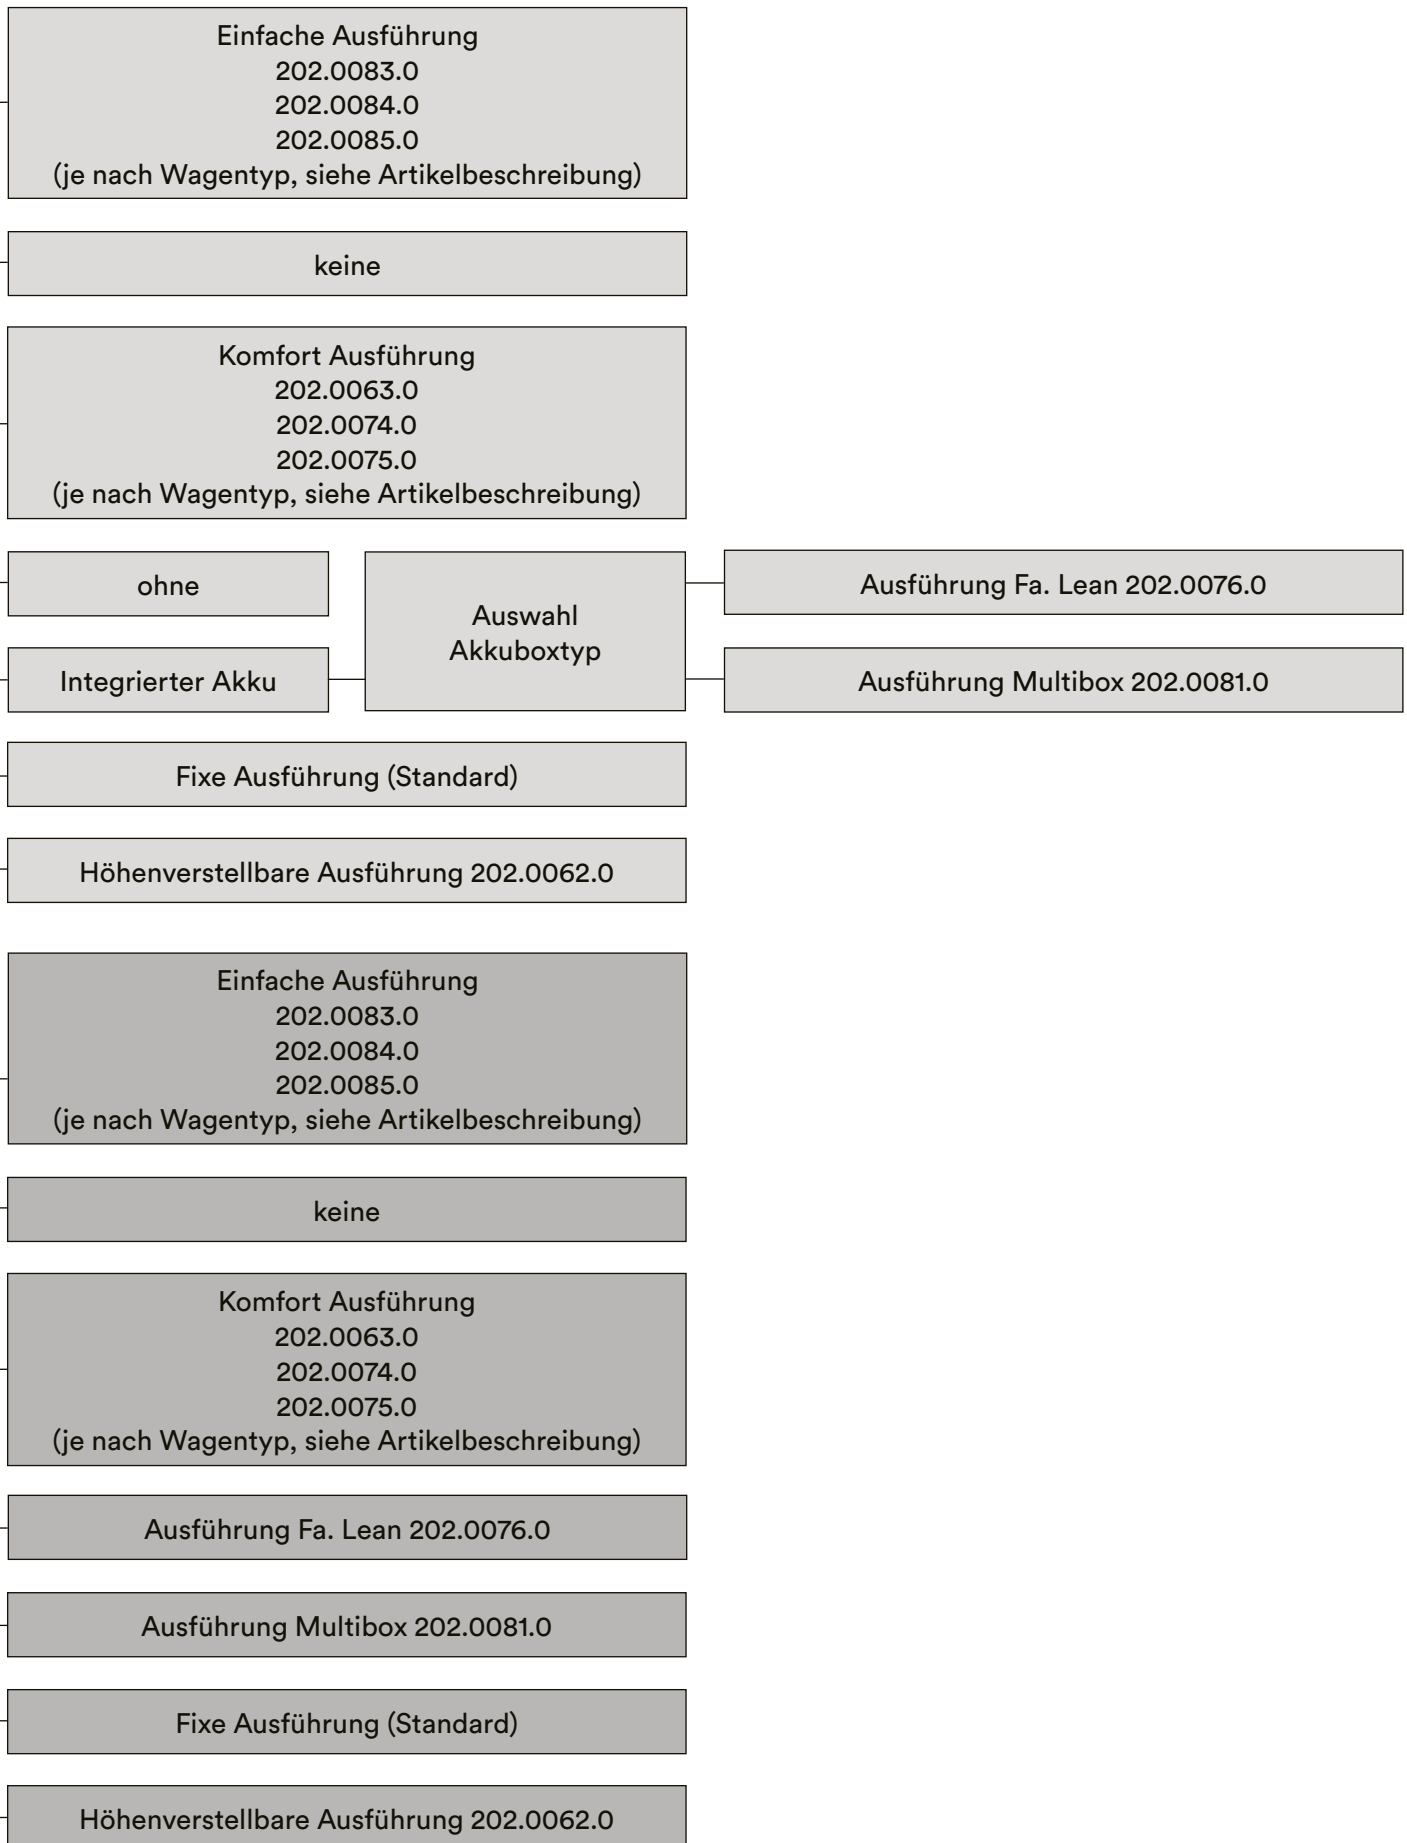 Einfache Ausführung
202.0083.0
202.0084.0
202.0085.0
(je nach Wagentyp, siehe Artikelbeschreibung)
keine
Komfort Ausführung
202.0063.0
202.0074.0
202.0075.0
(je nach Wagentyp, siehe Artikelbeschreibung)
ohne
Integrierter Akku
Auswahl
Akkuboxtyp
Ausführung Fa. Lean 202.0076.0
Ausführung Multibox 202.0081.0
Fixe Ausführung (Standard)
Höhenverstellbare Ausführung 202.0062.0
Einfache Ausführung
202.0083.0
202.0084.0
202.0085.0
(je nach Wagentyp, siehe Artikelbeschreibung)
keine
Komfort Ausführung
202.0063.0
202.0074.0
202.0075.0
(je nach Wagentyp, siehe Artikelbeschreibung)
Ausführung Fa. Lean 202.0076.0
Ausführung Multibox 202.0081.0
Fixe Ausführung (Standard)
Höhenverstellbare Ausführung 202.0062.0